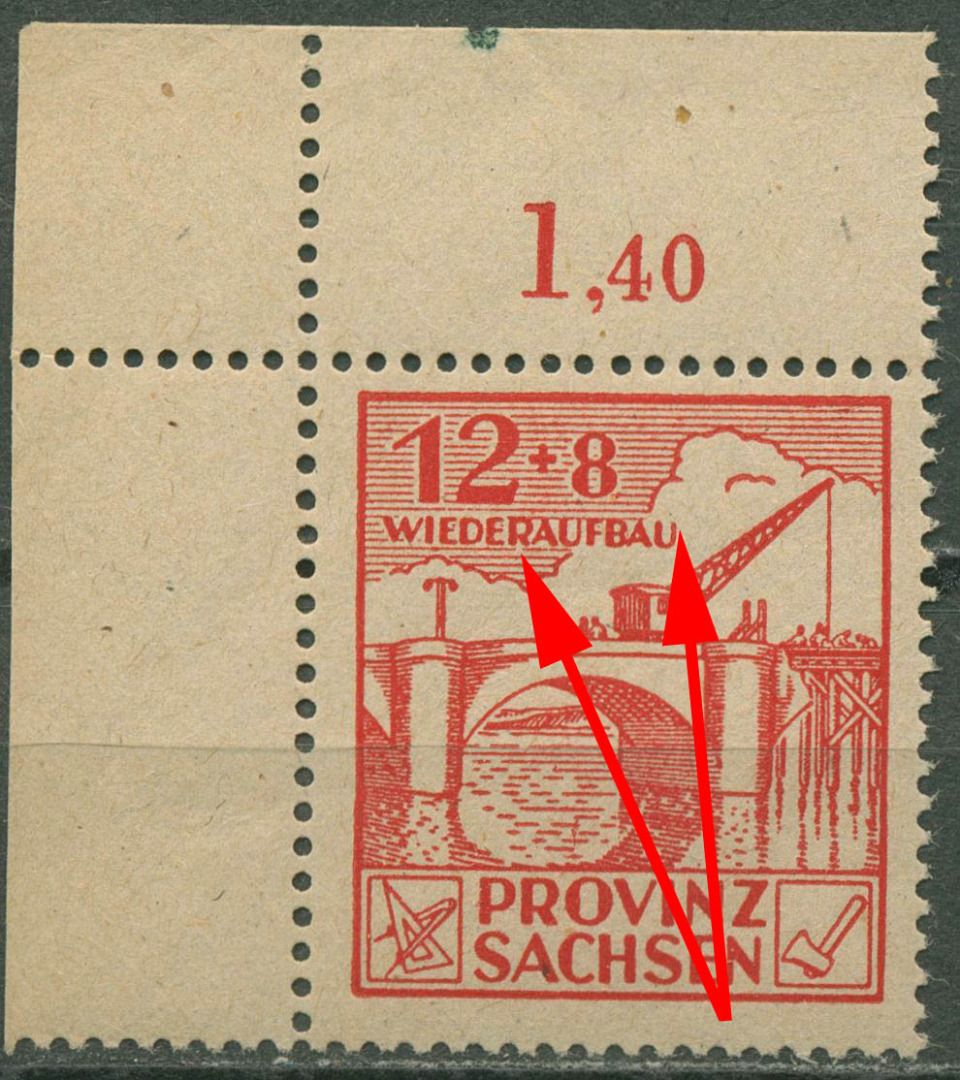 1,40
12+8
WIEDERAUFBAU
PROVINZ
SACHSEN